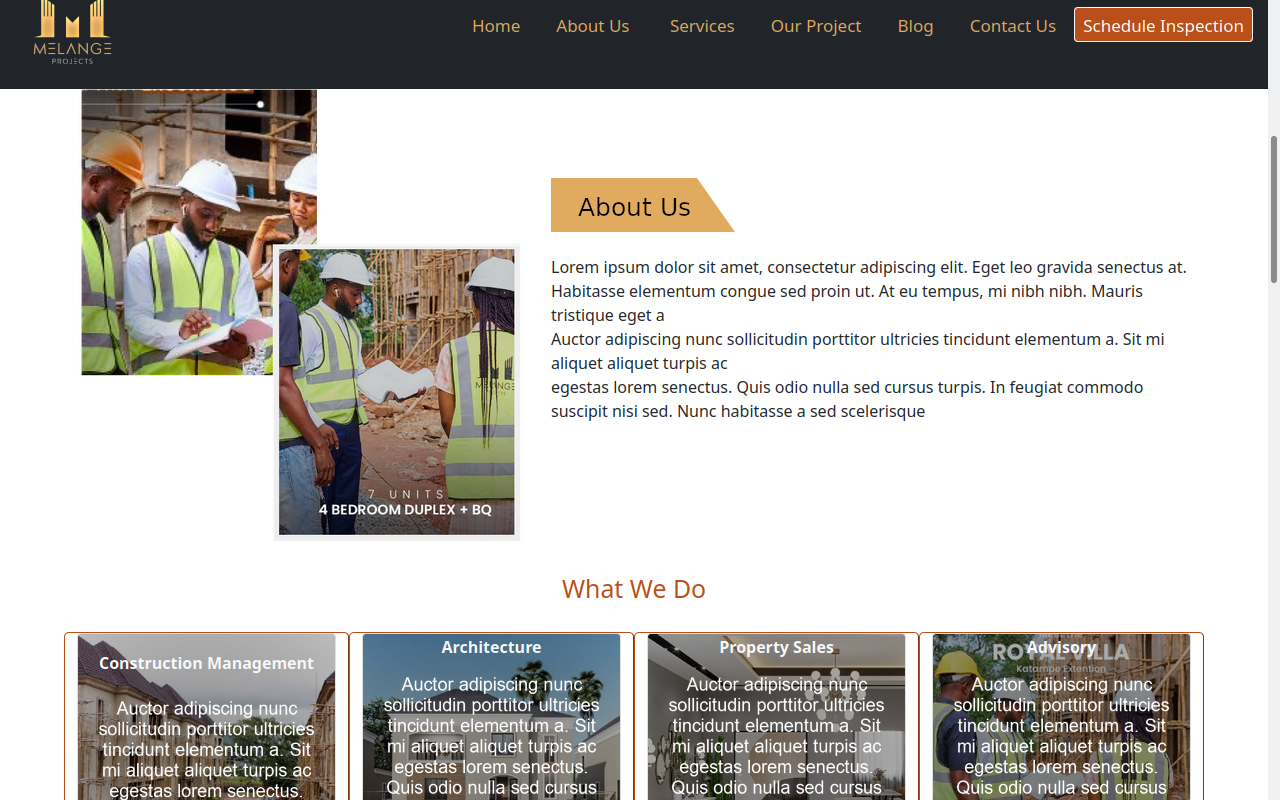 MELANGE
PROJECTS
Home
About Us
Services
Our Project
Blog
Contact Us
Schedule Inspection
About Us
Lorem ipsum dolor sit amet, consectetur adipiscing elit. Eget leo gravida senectus at.
Habitasse elementum congue sed proin ut. At eu tempus, mi nibh nibh. Mauris
tristique eget a
Auctor adipiscing nunc sollicitudin porttitor ultricies tincidunt elementum a. Sit mi
aliquet aliquet turpis ac
egestas lorem senectus. Quis odio nulla sed cursus turpis. In feugiat commodo
suscipit nisi sed. Nunc habitasse a sed scelerisque
MELANGE
7 UNITS
4 BEDROOM DUPLEX + BQ
What We Do
Construction Management
Auctor adipiscing nunc
sollicitudin porttitor ultricies
tincidunt elementum a. Sit
mi aliquet aliquet turpis ac
egestas lorem senectus.
Architecture
Auctor adipiscing nunc
sollicitudin porttitor ultricies
tincidunt elementum a. Sit
mi aliquet aliquet turpis ac
egestas lorem senectus.
Quis odio nulla sed cursus
Property Sales
Auctor adipiscing nunc
sollicitudin porttitor ultricies
tincidunt elementum a. Sit
mi aliquet aliquet turpis ac
egestas lorem senectus.
Quis odio nulla sed cursus
Advisory
ROYAL VILLA
Katampe Extention
Auctor adipiscing nunc
sollicitudin porttitor ultricies
tincidunt elementum a. Sit
mi aliquet aliquet turpis ac
egestas lorem senectus.
Quis odio nulla sed cursus